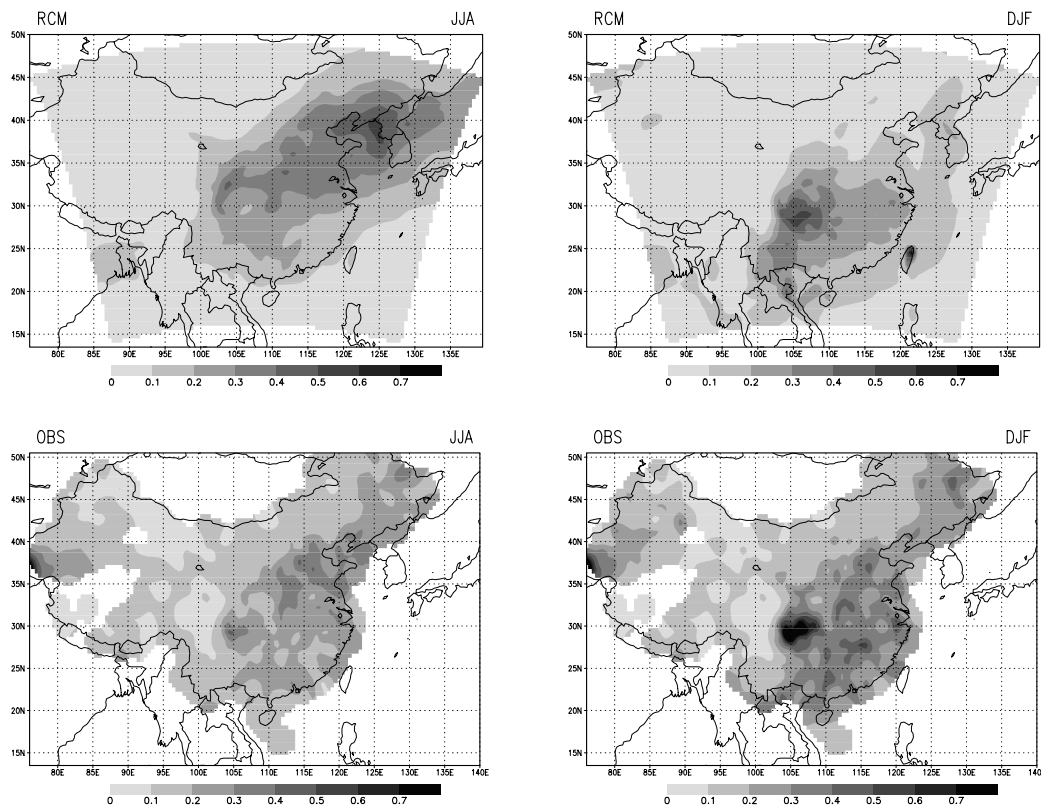 RCM JJA
50N
45N
40N
35N
30N
25N
20N
15N
80E 85E 90E 95E 100E 105E 110E 115E 120E 125E 130E 135E
0 0.1 0.2 0.3 0.4 0.5 0.6 0.7
RCM DJF
50N
45N
40N
35N
30N
25N
20N
15N
80E 85E 90E 95E 100E 105E 110E 115E 120E 125E 130E 135E
0 0.1 0.2 0.3 0.4 0.5 0.6 0.7
OBS JJA
50N
45N
40N
35N
30N
25N
20N
15N
80E 85E 90E 95E 100E 105E 110E 115E 120E 125E 130E 135E 140E
0 0.1 0.2 0.3 0.4 0.5 0.6 0.7
OBS DJF
50N
45N
40N
35N
30N
25N
20N
15N
80E 85E 90E 95E 100E 105E 110E 115E 120E 125E 130E 135E 140
0 0.1 0.2 0.3 0.4 0.5 0.6 0.7